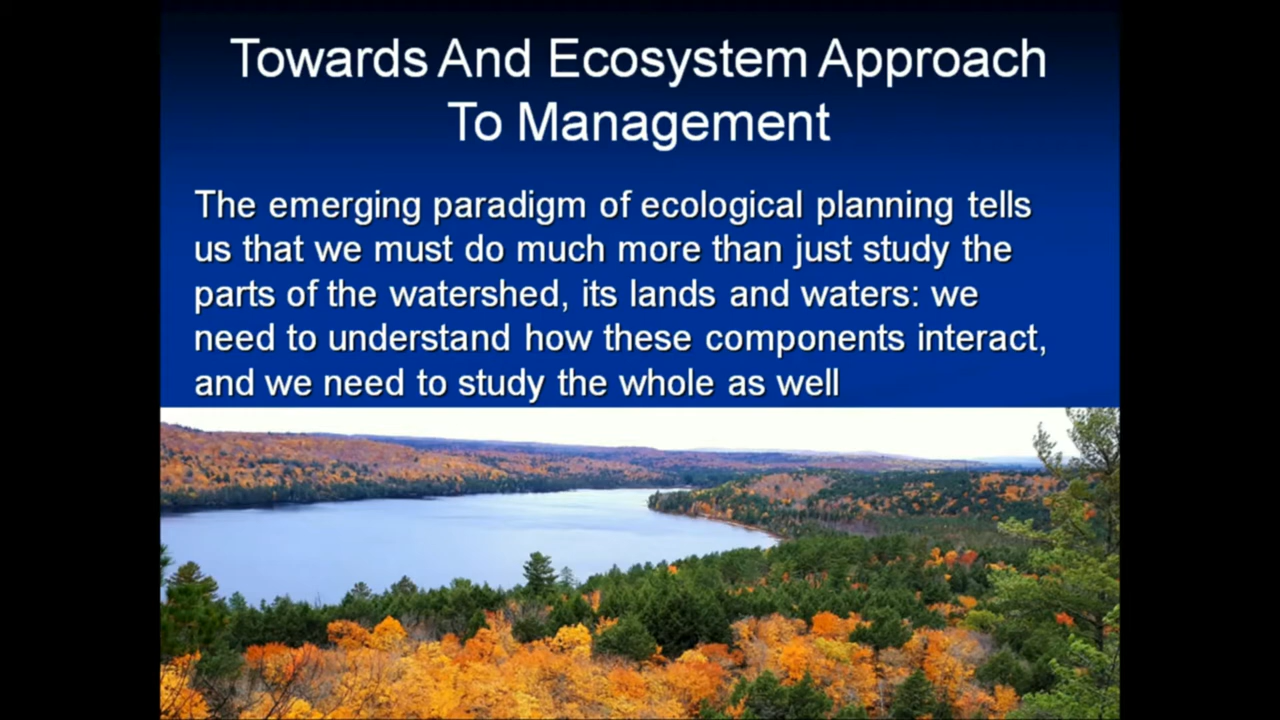 Towards And Ecosystem Approach
To Management
The emerging paradigm of ecological planning tells
us that we must do much more than just study the
parts of the watershed, its lands and waters: we
need to understand how these components interact,
and we need to study the whole as well